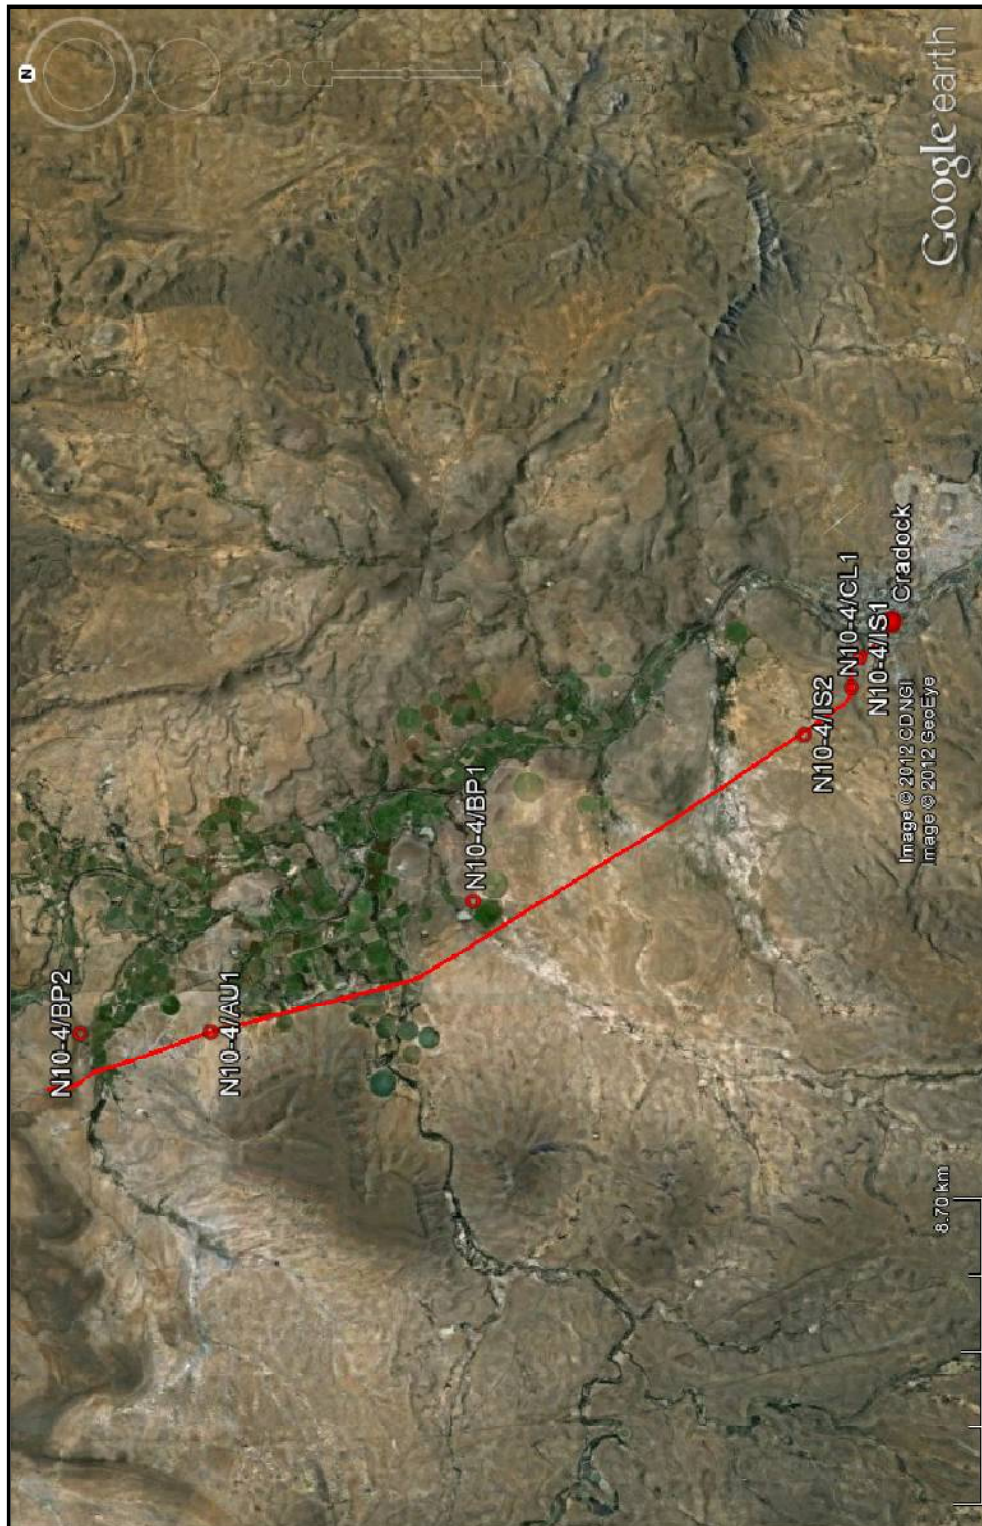 N
N10-4/BP2
N10-4/AU1
N10-4/BP1
N10-4/IS2
N10-4/CL1
N10-4/IS1
Cradock
Image © 2012 CDNGI
Image © 2012 GeoEye
Google earth
8.70 km